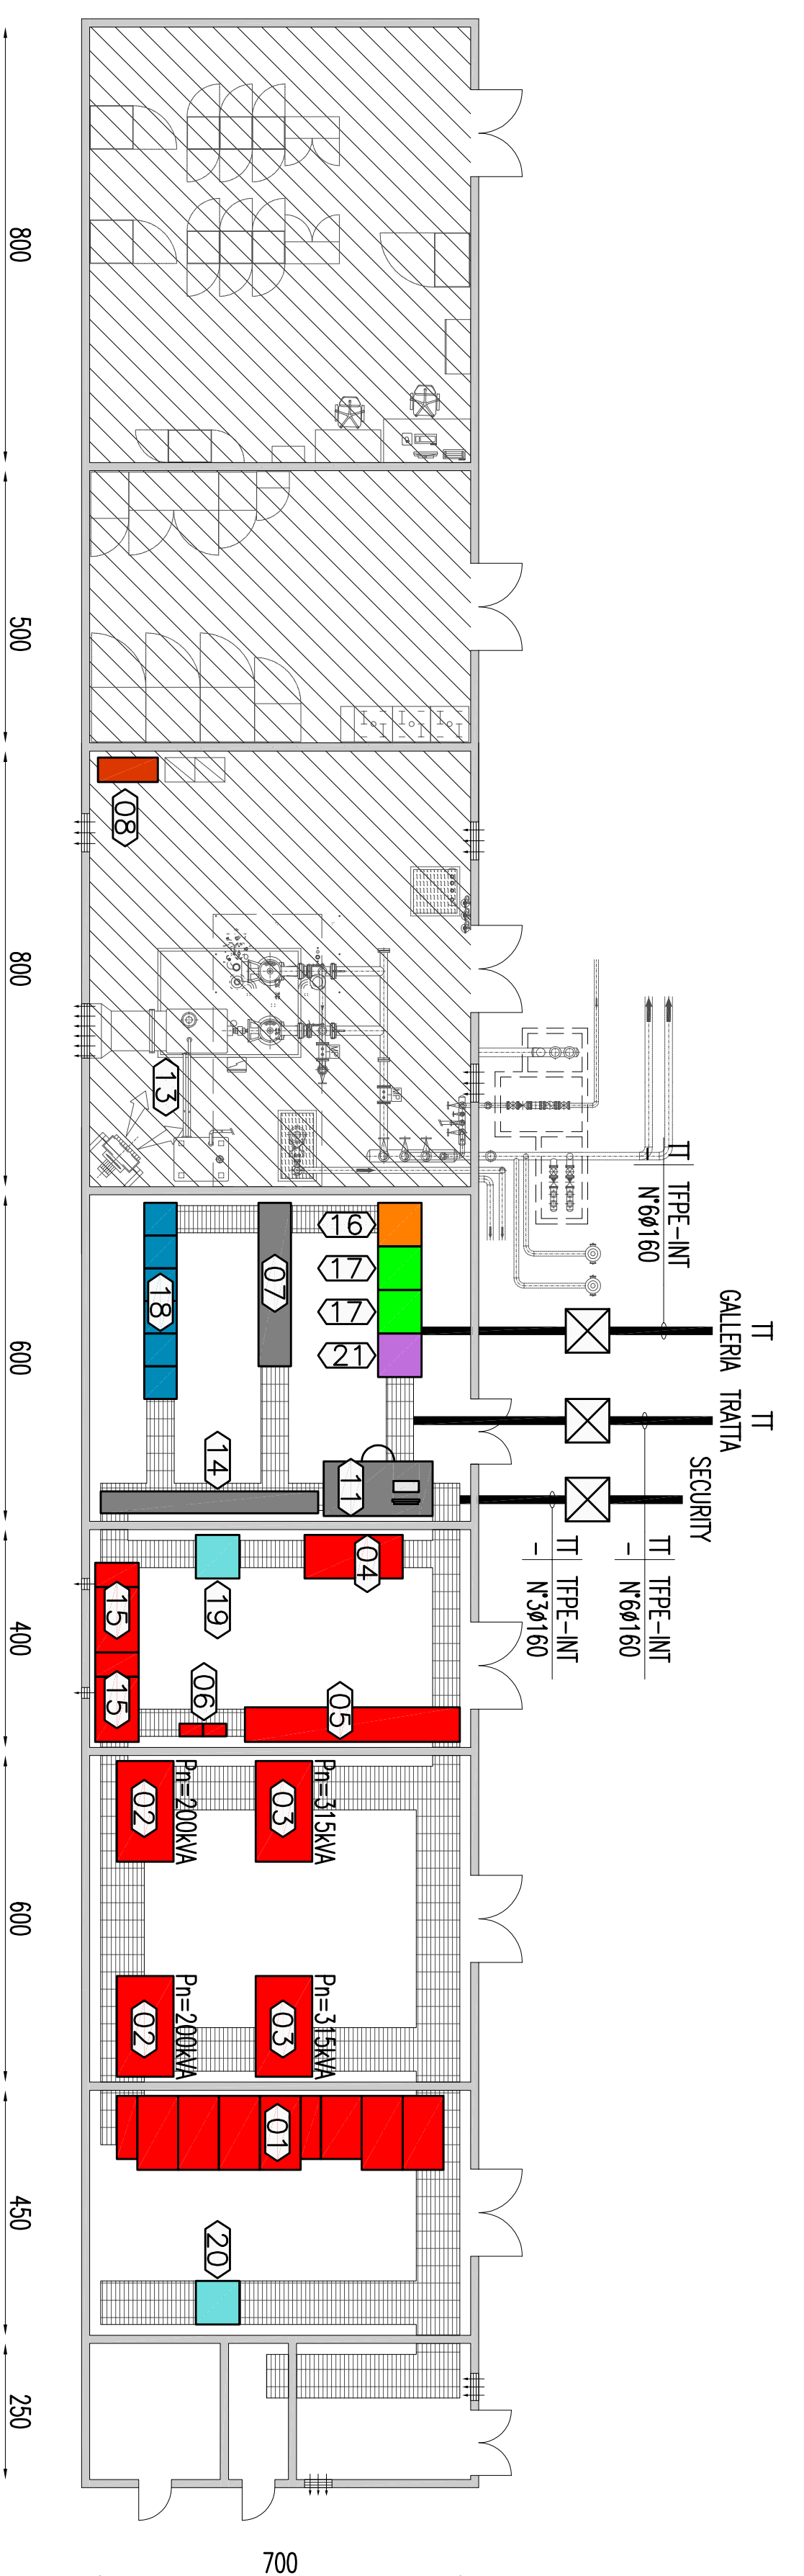 800
500
800
600
400
600
450
250
700
08
13
TT TFPE-INT
N°6ø160
16
17
17
21
18
07
TT
GALLERIA
TT
TRATTA
SECURITY
14
11
TT TFPE-INT
- N°6ø160
TT TFPE-INT
- N°3ø160
04
19
15
15
06
05
02
Pn=200kVA
03
Pn=315kVA
02
Pn=200kVA
03
Pn=315kVA
01
20